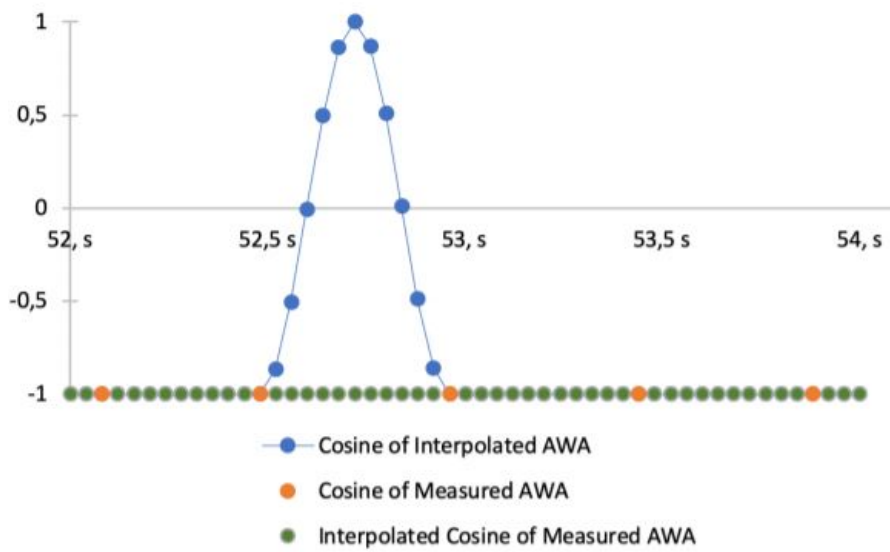 1
0,5
0
52, s 52,5 s 53, s 53,5 s 54, s
-0,5
-1
Cosine of Interpolated AWA
Cosine of Measured AWA
Interpolated Cosine of Measured AWA